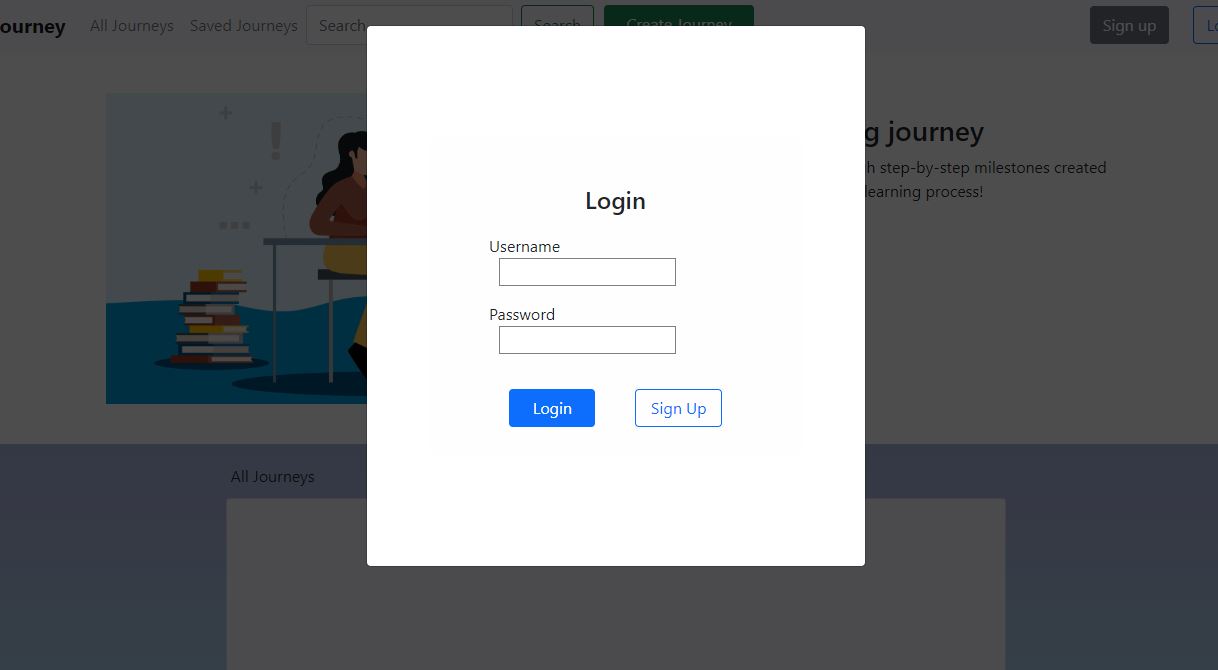 ourney All Journeys Saved Journeys Search Search Create Journey Sign up Lo
g journey
h step-by-step milestones created
learning process!
Login
Username
Password
Login Sign Up
All Journeys